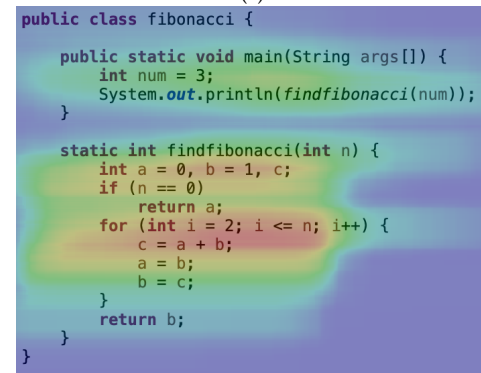 public class fibonacci {
public static void main(String args[]) {
int num = 3;
System.out.println(findfibonacci(num));
}
static int findfibonacci(int n) {
int a = 0, b = 1, c;
if (n == 0)
return a;
for (int i = 2; i <= n; i++) {
c = a + b;
a = b;
b = c;
}
return b;
}
}